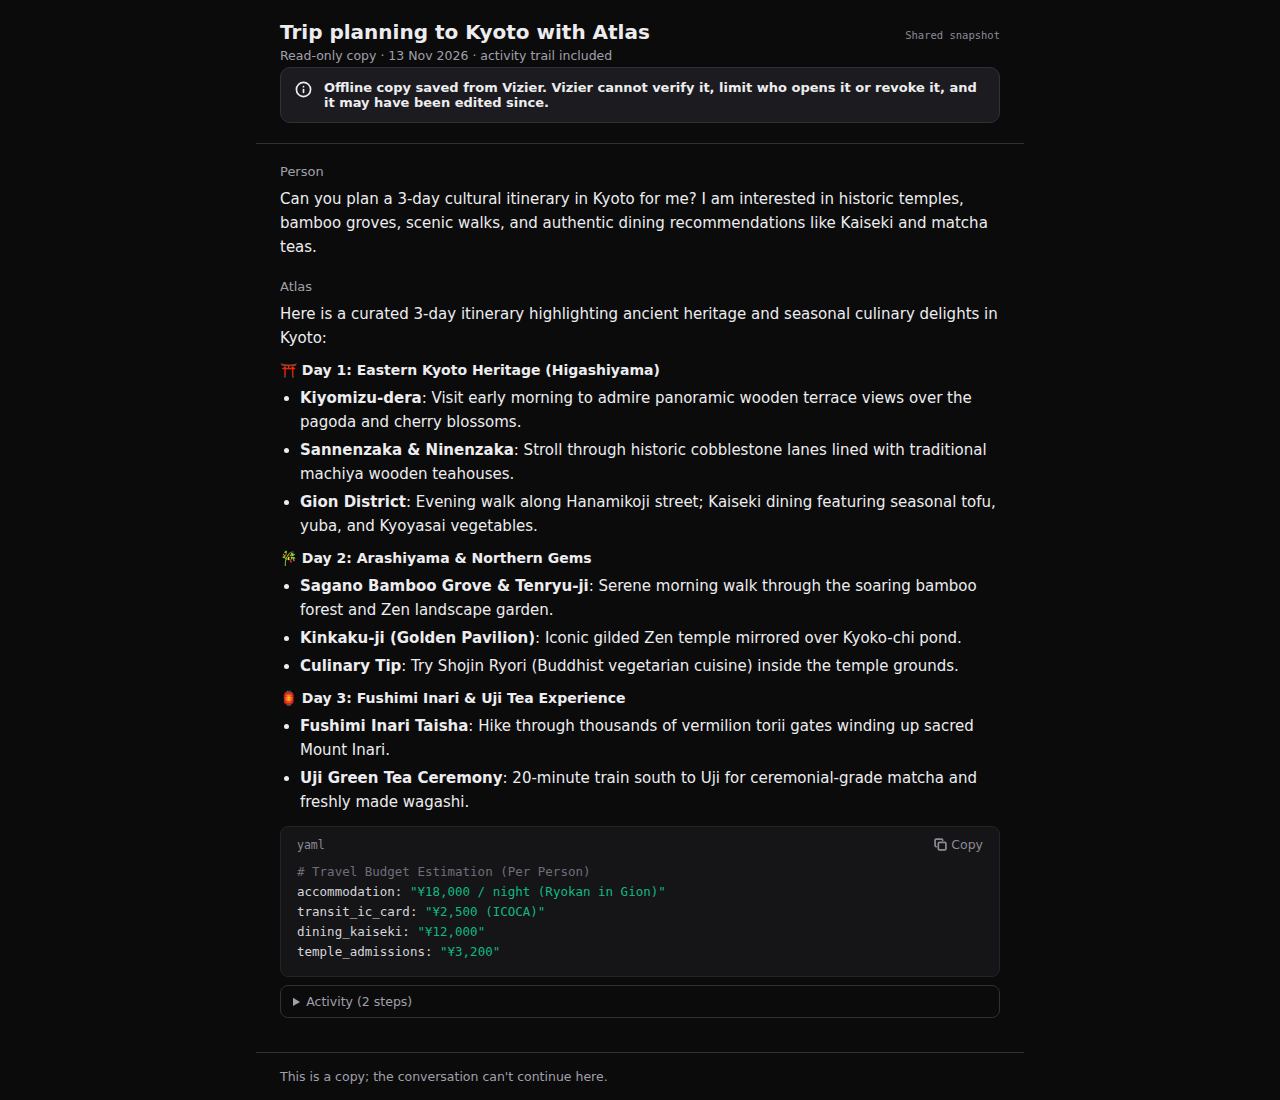 Trip planning to Kyoto with Atlas
Shared snapshot
Read-only copy · 13 Nov 2026 · activity trail included
Offline copy saved from Vizier. Vizier cannot verify it, limit who opens it or revoke it, and
it may have been edited since.
Person
Can you plan a 3-day cultural itinerary in Kyoto for me? I am interested in historic temples,
bamboo groves, scenic walks, and authentic dining recommendations like Kaiseki and matcha
teas.
Atlas
Here is a curated 3-day itinerary highlighting ancient heritage and seasonal culinary delights in
Kyoto:
⛩️ Day 1: Eastern Kyoto Heritage (Higashiyama)
• Kiyomizu-dera: Visit early morning to admire panoramic wooden terrace views over the
pagoda and cherry blossoms.
• Sannenzaka & Ninenzaka: Stroll through historic cobblestone lanes lined with traditional
machiya wooden teahouses.
• Gion District: Evening walk along Hanamikoji street; Kaiseki dining featuring seasonal tofu,
yuba, and Kyoyasai vegetables.
🎋 Day 2: Arashiyama & Northern Gems
• Sagano Bamboo Grove & Tenryu-ji: Serene morning walk through the soaring bamboo
forest and Zen landscape garden.
• Kinkaku-ji (Golden Pavilion): Iconic gilded Zen temple mirrored over Kyoko-chi pond.
• Culinary Tip: Try Shojin Ryori (Buddhist vegetarian cuisine) inside the temple grounds.
🏮 Day 3: Fushimi Inari & Uji Tea Experience
• Fushimi Inari Taisha: Hike through thousands of vermilion torii gates winding up sacred
Mount Inari.
• Uji Green Tea Ceremony: 20-minute train south to Uji for ceremonial-grade matcha and
freshly made wagashi.
yaml
Copy
# Travel Budget Estimation (Per Person)
accommodation: "¥18,000 / night (Ryokan in Gion)"
transit_ic_card: "¥2,500 (ICOCA)"
dining_kaiseki: "¥12,000"
temple_admissions: "¥3,200"
Activity (2 steps)
This is a copy; the conversation can't continue here.